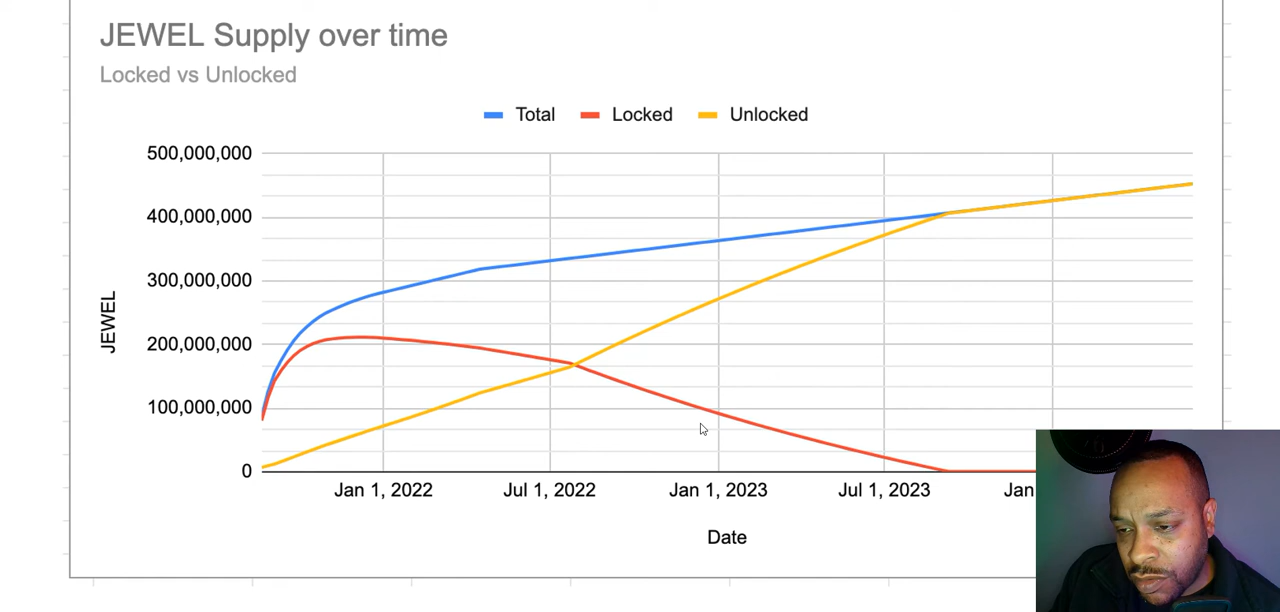 JEWEL Supply over time
Locked vs Unlocked
Total Locked Unlocked
500,000,000
400,000,000
300,000,000
200,000,000
100,000,000
0
JEWEL
Jan 1, 2022 Jul 1, 2022 Jan 1, 2023 Jul 1, 2023 Jan
Date